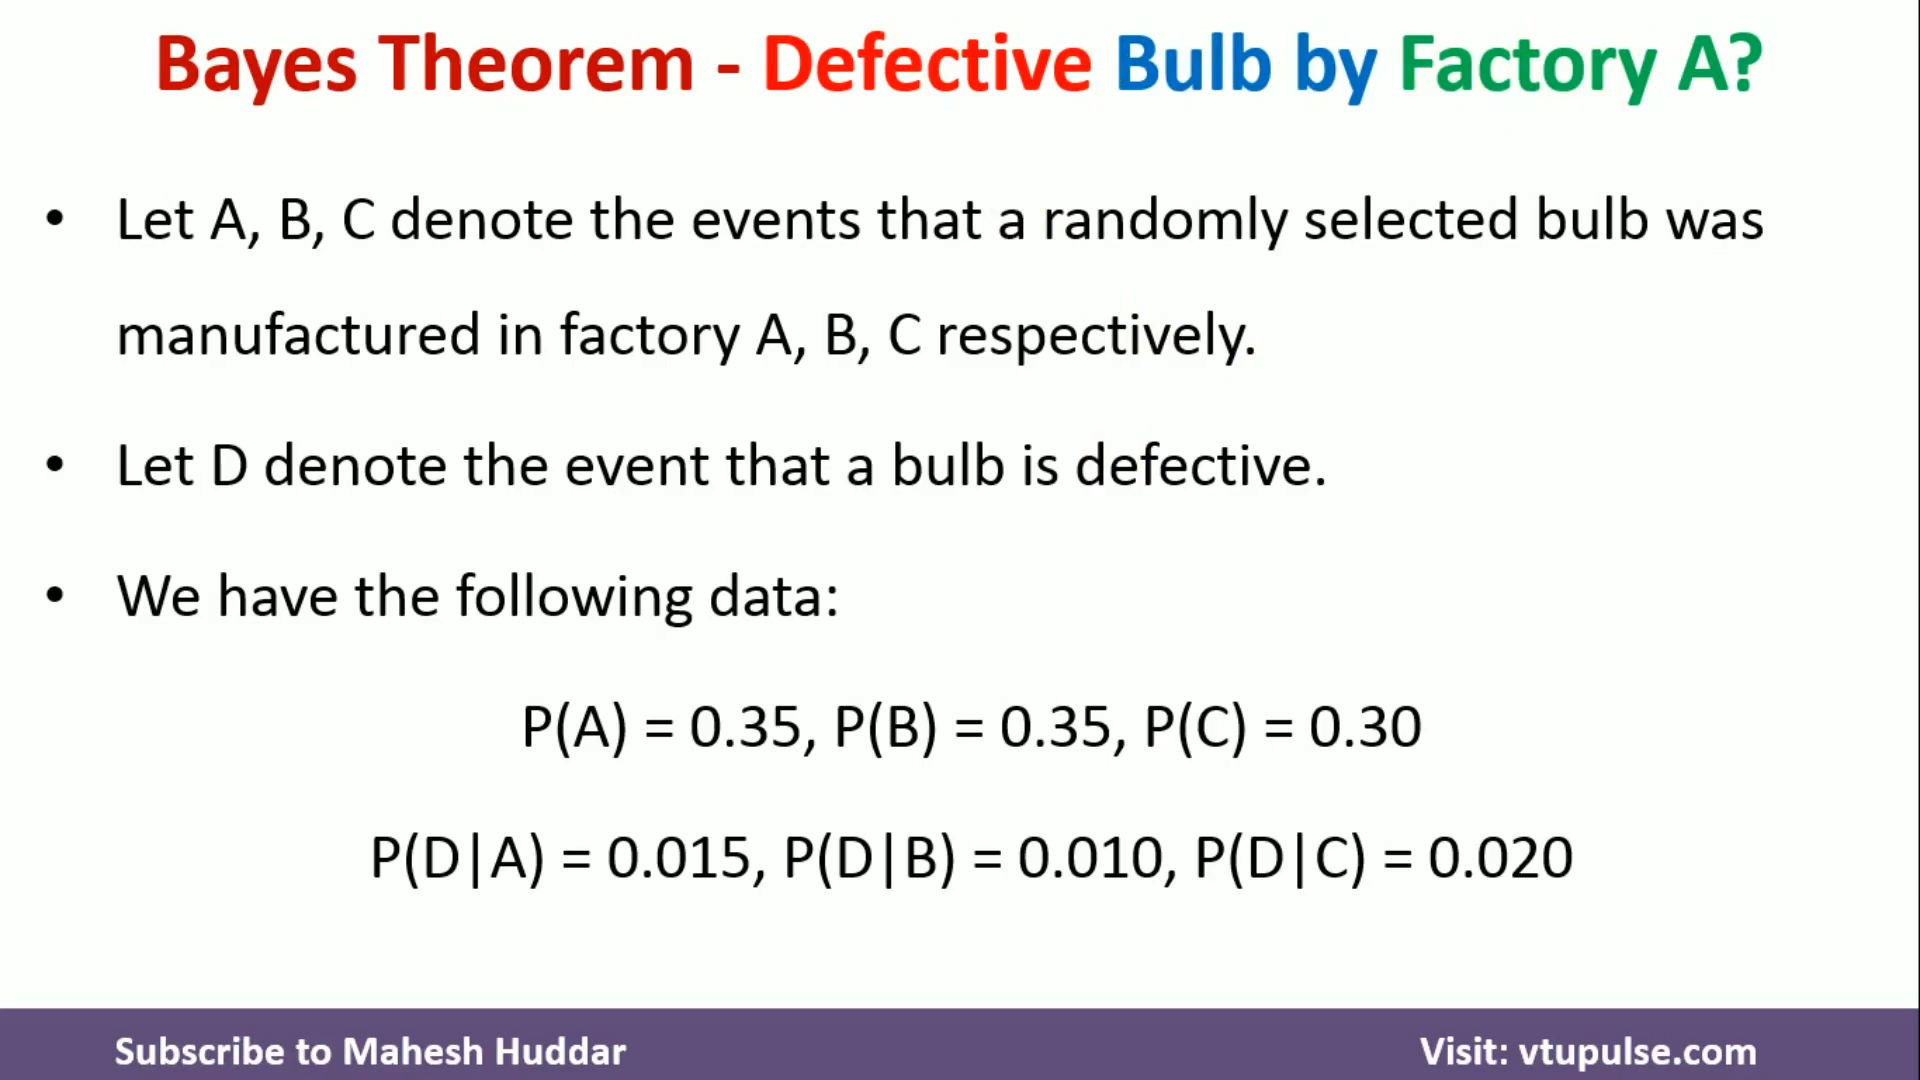 Bayes Theorem - Defective Bulb by Factory A?
• Let A, B, C denote the events that a randomly selected bulb was
manufactured in factory A, B, C respectively.
• Let D denote the event that a bulb is defective.
• We have the following data:
P(A) = 0.35, P(B) = 0.35, P(C) = 0.30
P(D|A) = 0.015, P(D|B) = 0.010, P(D|C) = 0.020
Subscribe to Mahesh Huddar
Visit: vtupulse.com